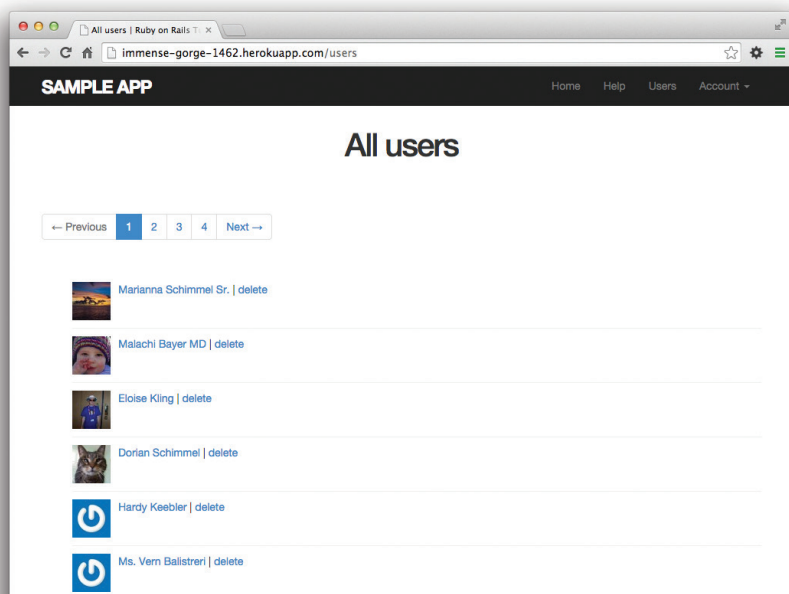 All users | Ruby on Rails T
immense-gorge-1462.herokuapp.com/users
SAMPLE APP Home Help Users Account
All users
← Previous 1 2 3 4 Next →
Marianna Schimmel Sr. | delete
Malachi Bayer MD | delete
Eloise Kling | delete
Dorian Schimmel | delete
Hardy Keebler | delete
Ms. Vern Balistreri | delete